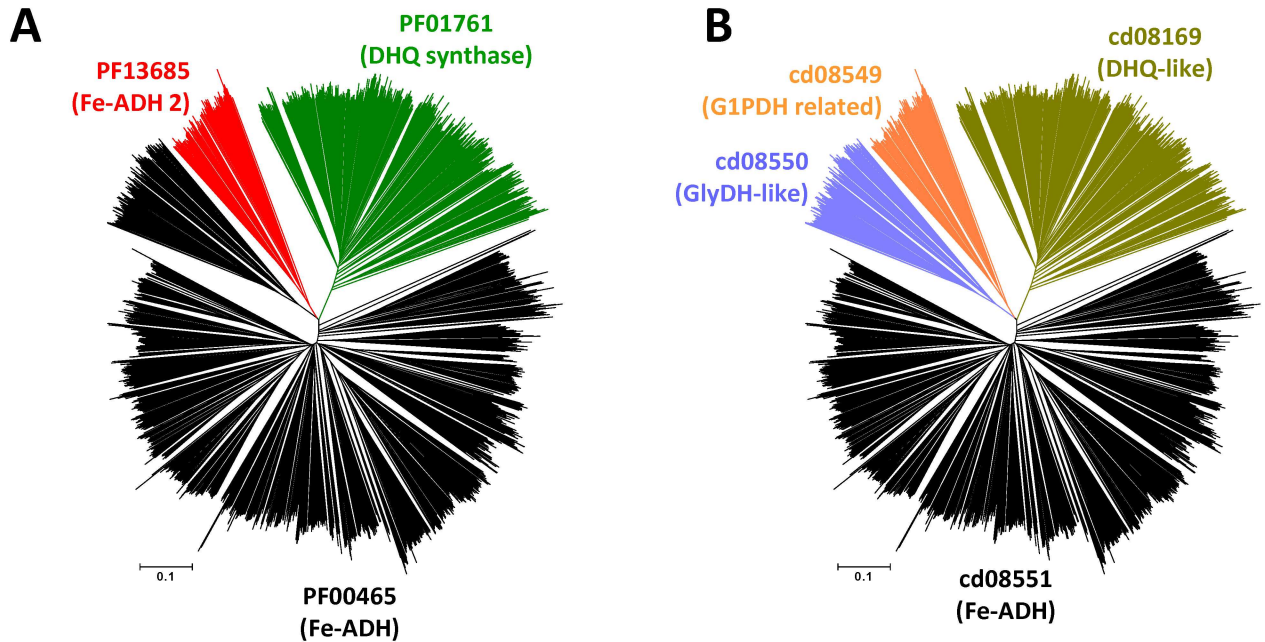 A
PF01761
(DHQ synthase)
PF13685
(Fe-ADH 2)
0.1
PF00465
(Fe-ADH)
B
cd08169
(DHQ-like)
cd08549
(G1PDH related)
cd08550
(GlyDH-like)
0.1
cd08551
(Fe-ADH)